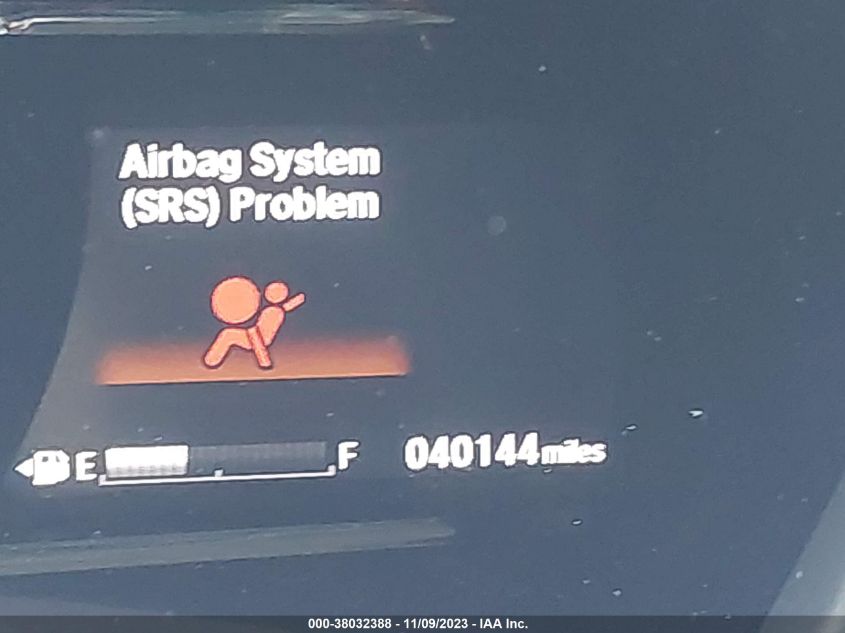 Airbag System
(SRS) Problem
E F 040144 miles
000-38032388 - 11/09/2023 - IAA Inc.